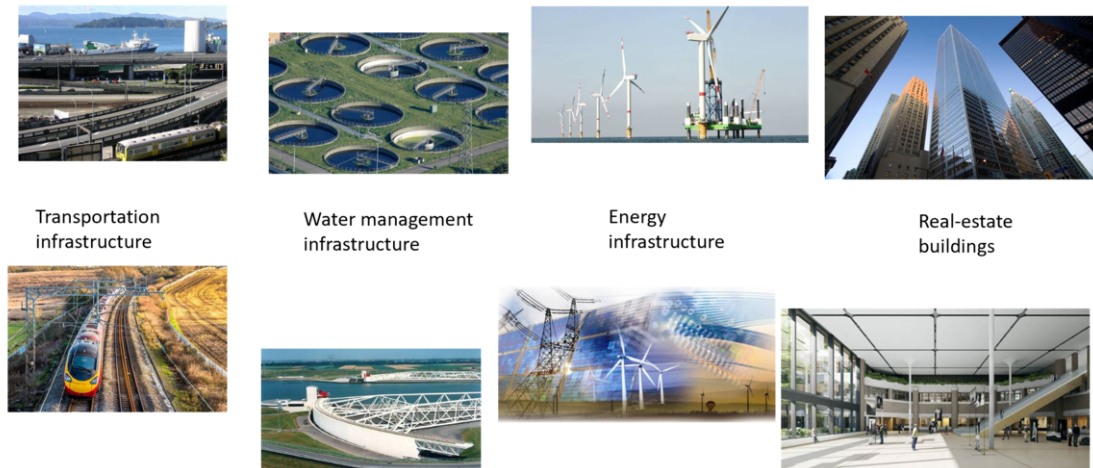 Transportation
infrastructure
Water management
infrastructure
Energy
infrastructure
Real-estate
buildings